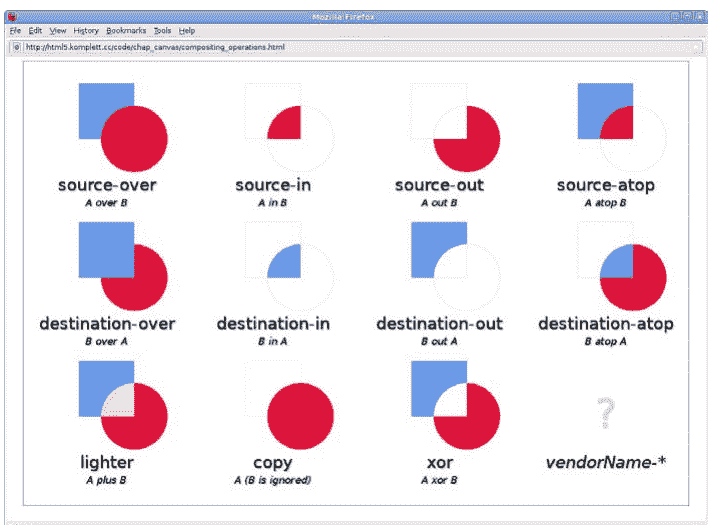 Mozilla Firefox
File Edit View History Bookmarks Tools Help
http://html5.komplett.cc/code/chap_canvas/compositing_operations.html
source-over source-in source-out source-atop
A over B A in B A out B A atop B
destination-over destination-in destination-out destination-atop
B over A B in A B out A B atop A
?
lighter copy xor vendorName-*
A plus B A (B is ignored) A xor B